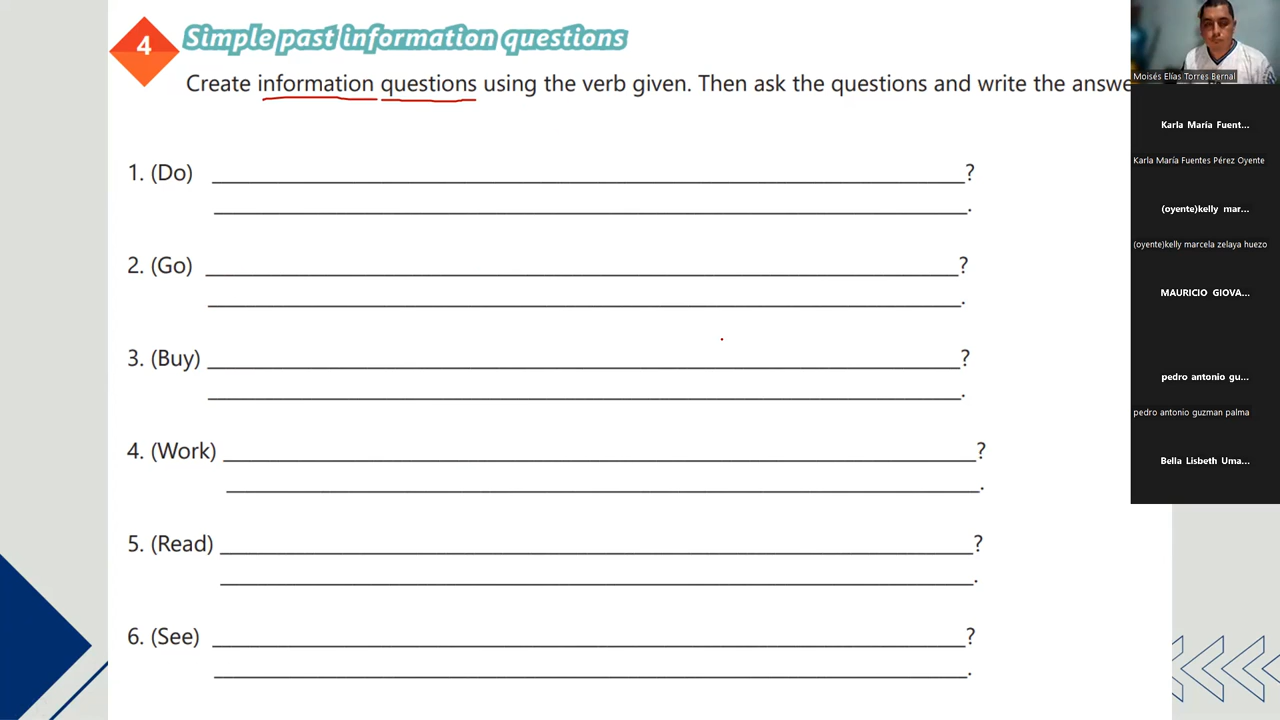 4
Simple past information questions
Create information questions using the verb given. Then ask the questions and write the answe
1. (Do) ?
.
2. (Go) ?
.
3. (Buy) ?
.
4. (Work) ?
.
5. (Read) ?
.
6. (See) ?
.
Moisés Elías Torres Bernal
Karla María Fuent...
Karla María Fuentes Pérez Oyente
(oyente)kelly mar...
(oyente)kelly marcela zelaya huezo
MAURICIO GIOVA...
pedro antonio gu...
pedro antonio guzman palma
Bella Lisbeth Uma...